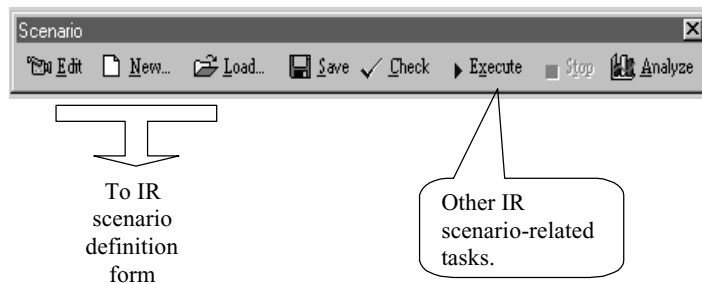 Scenario
Edit New... Load... Save Check Execute Stop Analyze
To IR
scenario
definition
form
Other IR
scenario-related
tasks.